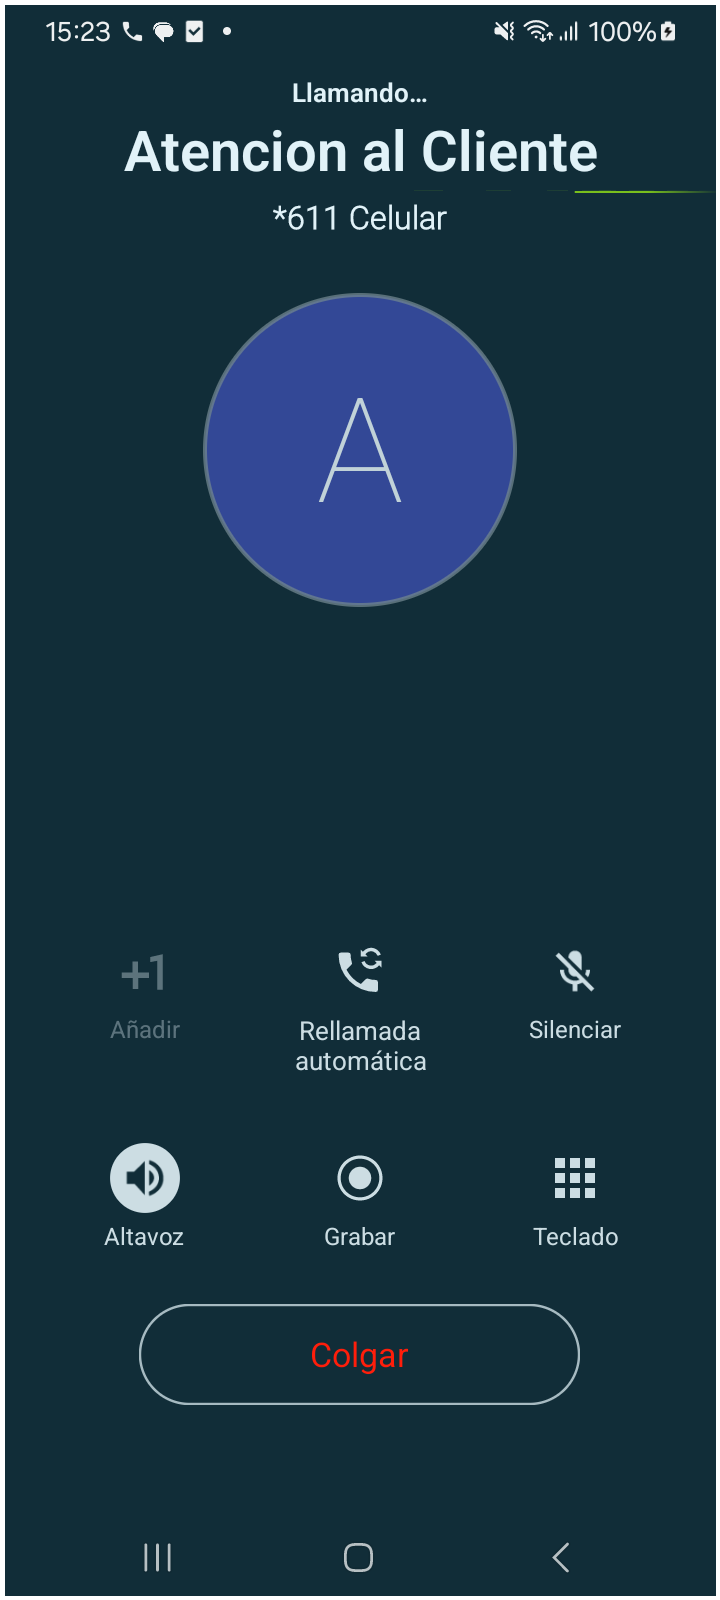 15:23 100%
Llamando...
Atencion al Cliente
*611 Celular
A
+1
Añadir
Rellamada
automática
Silenciar
Altavoz
Grabar
Teclado
Colgar